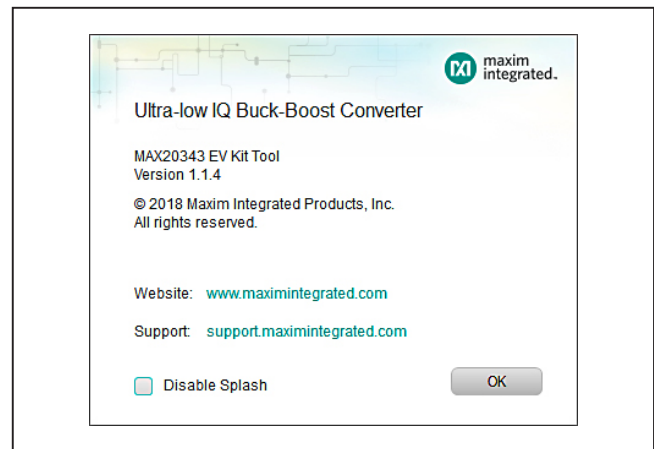 maxim
integrated.
Ultra-low IQ Buck-Boost Converter
MAX20343 EV Kit Tool
Version 1.1.4
© 2018 Maxim Integrated Products, Inc.
All rights reserved.
Website: www.maximintegrated.com
Support: support.maximintegrated.com
Disable Splash
OK